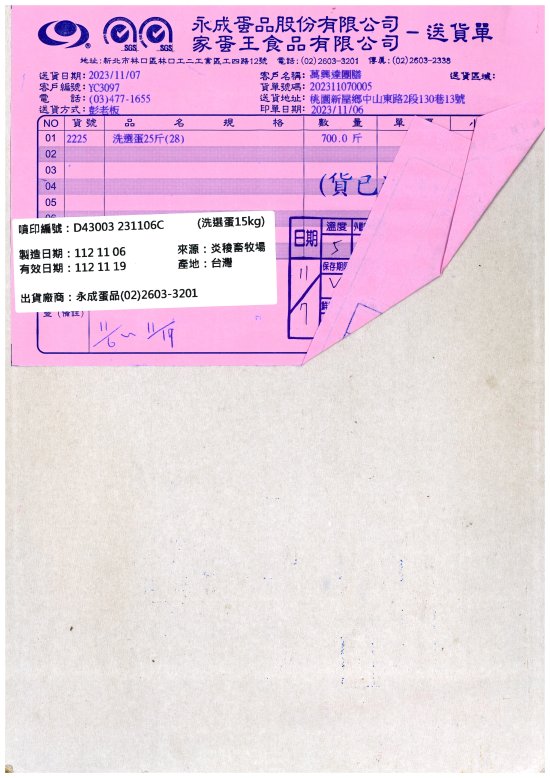 永成蛋品股份有限公司
家蛋王食品有限公司 －送貨單
SGS SGS
地址:新北市林口區林口工二工業區工四路12號 電話:(02)2603-3201 傳真:(02)2603-2338
送貨日期:2023/11/07 客戶名稱:萬興達團膳 送貨區域:
客戶編號:YC3097 貨單號碼:202311070005
電 話:(03)477-1655 送貨地址:桃園新屋鄉中山東路2段130巷13號
送貨方式:彭老板 印單日期:2023/11/06
NO 貨號 品 名 規 格 數 量 單
01 2225 洗選蛋25斤(28) 700.0 斤
02
03
04
05
(貨已
噴印編號：D43003 231106C (洗選蛋15kg)
製造日期：112 11 06 來源：炎稜畜牧場
有效日期：112 11 19 產地：台灣
出貨廠商：永成蛋品(02)2603-3201
日期 溫度
5
11/7 保存期限
V
(備註)
11/6~11/19